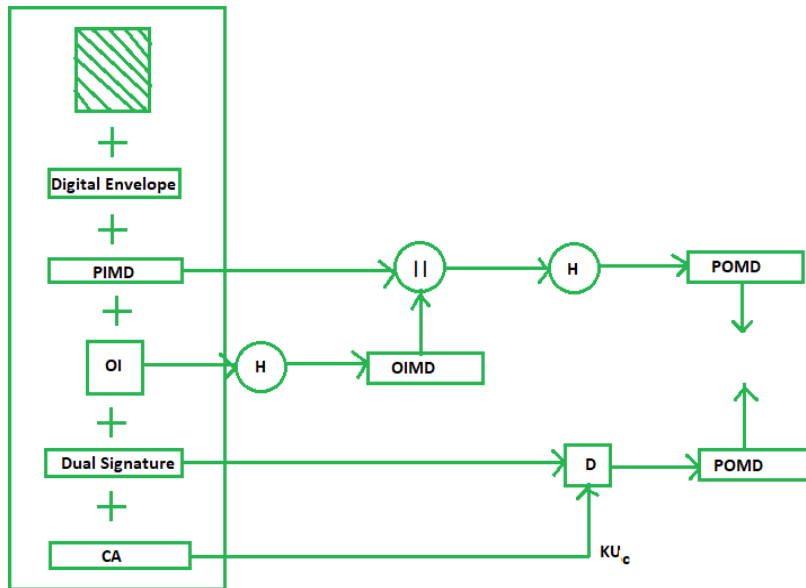 Digital Envelope
PIMD
||
H
POMD
OI
H
OIMD
Dual Signature
D
POMD
CA
KUc